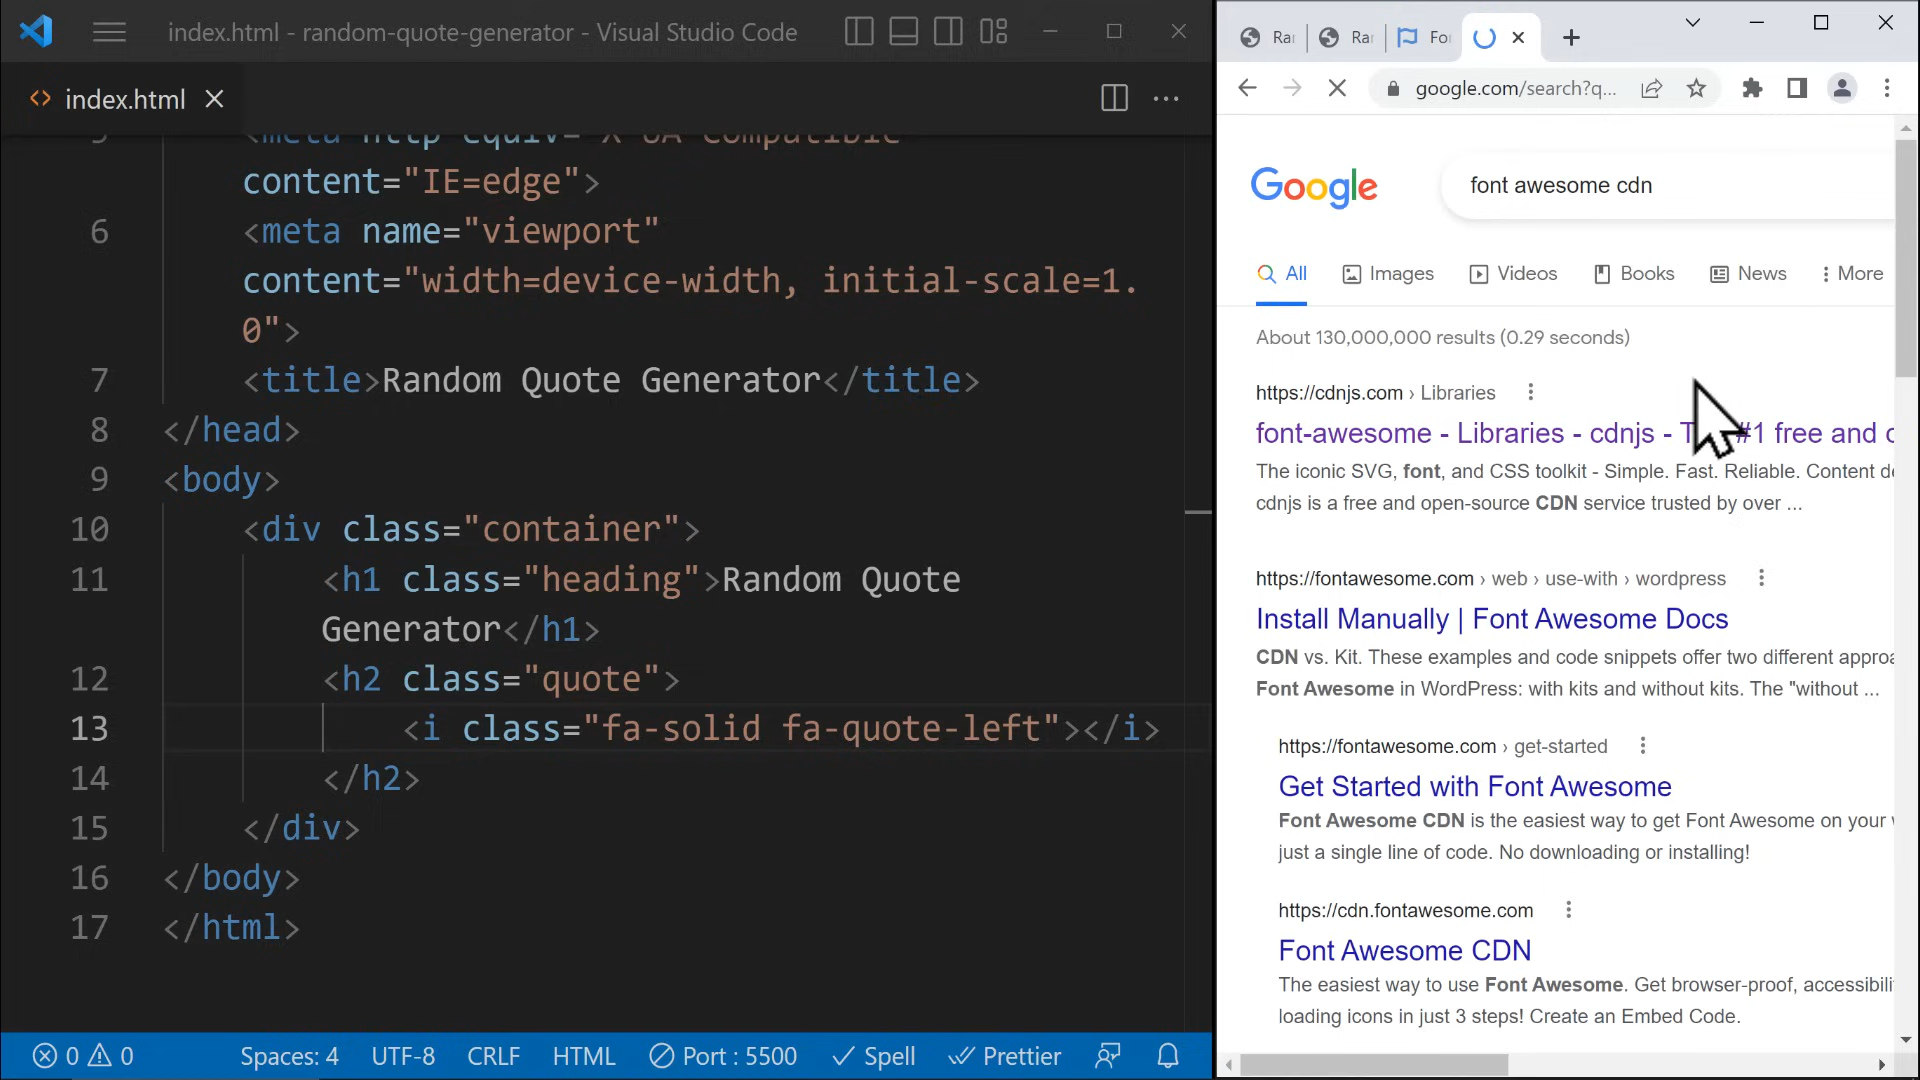 index.html - random-quote-generator - Visual Studio Code
index.html
5 <meta http-equiv="X-UA-Compatible"
content="IE=edge">
6 <meta name="viewport"
content="width=device-width, initial-scale=1.
0">
7 <title>Random Quote Generator</title>
8 </head>
9 <body>
10 <div class="container">
11 <h1 class="heading">Random Quote
Generator</h1>
12 <h2 class="quote">
13 <i class="fa-solid fa-quote-left"></i>
14 </h2>
15 </div>
16 </body>
17 </html>
0 0 Spaces: 4 UTF-8 CRLF HTML Port : 5500 Spell Prettier
Ra Ra Fo
google.com/search?q...
Google font awesome cdn
All Images Videos Books News More
About 130,000,000 results (0.29 seconds)
https://cdnjs.com › Libraries
font-awesome - Libraries - cdnjs - #1 free and
The iconic SVG, font, and CSS toolkit - Simple. Fast. Reliable. Content
cdnjs is a free and open-source CDN service trusted by over ...
https://fontawesome.com › web › use-with › wordpress
Install Manually | Font Awesome Docs
CDN vs. Kit. These examples and code snippets offer two different
Font Awesome in WordPress: with kits and without kits. The "without ...
https://fontawesome.com › get-started
Get Started with Font Awesome
Font Awesome CDN is the easiest way to get Font Awesome on your
just a single line of code. No downloading or installing!
https://cdn.fontawesome.com
Font Awesome CDN
The easiest way to use Font Awesome. Get browser-proof,
loading icons in just 3 steps! Create an Embed Code.